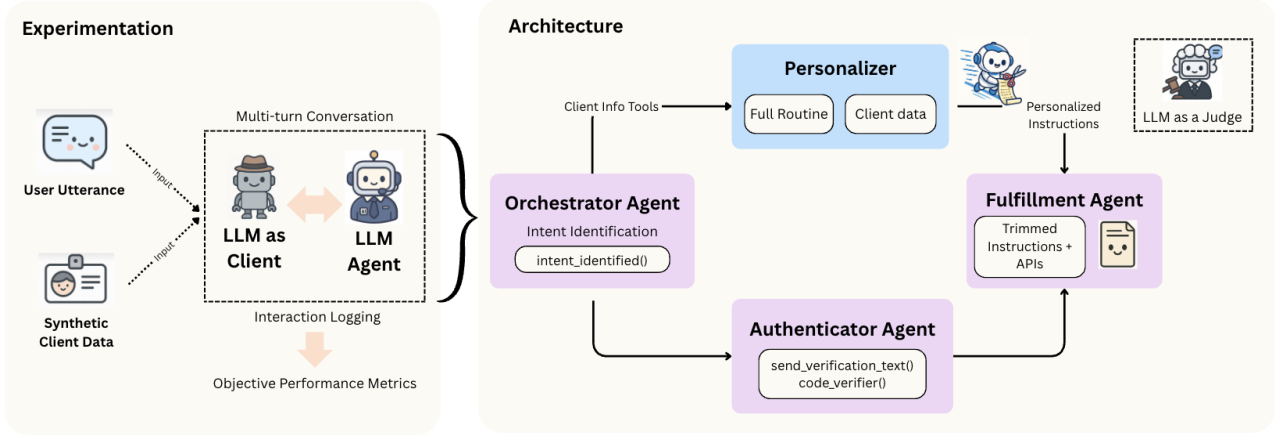 Experimentation
User Utterance
Input
Synthetic
Client Data
Input
Multi-turn Conversation
LLM as
Client
LLM
Agent
Interaction Logging
Objective Performance Metrics
Architecture
Client Info Tools
Personalizer
Full Routine
Client data
Personalized
Instructions
LLM as a Judge
Orchestrator Agent
Intent Identification
intent_identified()
Fulfillment Agent
Trimmed
Instructions +
APIs
Authenticator Agent
send_verification_text()
code_verifier()